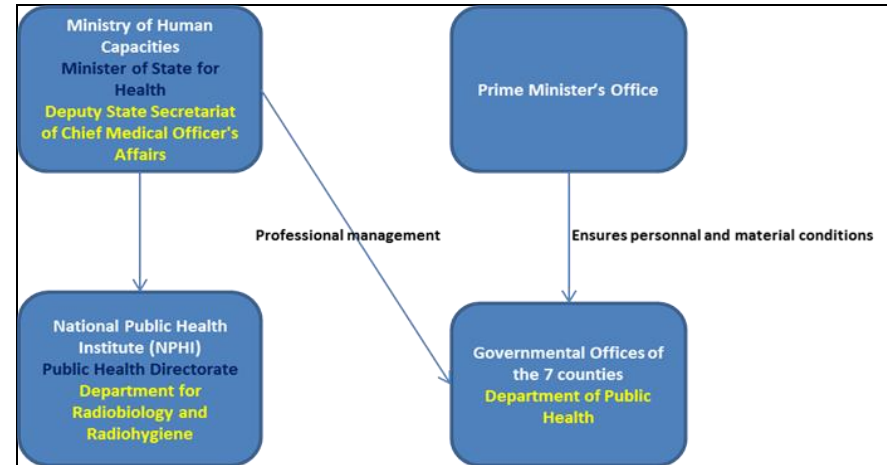 Ministry of Human
Capacities
Minister of State for
Health
Deputy State Secretariat
of Chief Medical Officer's
Affairs
Prime Minister's Office
Professional management
Ensures personnal and material conditions
National Public Health
Institute (NPHI)
Public Health Directorate
Department for
Radiobiology and
Radiohygiene
Governmental Offices of
the 7 counties
Department of Public
Health